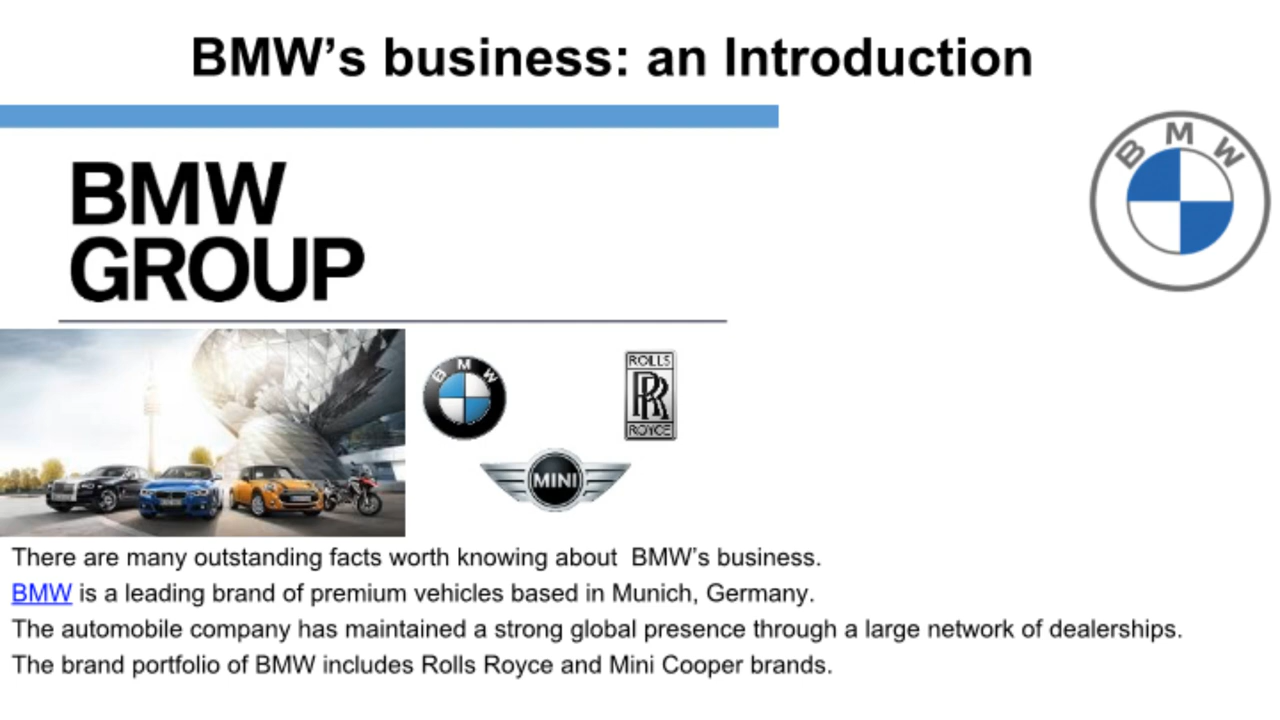 BMW’s business: an Introduction
BMW
BMW
GROUP
BMW
ROLLS
RR
ROYCE
MINI
There are many outstanding facts worth knowing about  BMW’s business.
BMW is a leading brand of premium vehicles based in Munich, Germany.
The automobile company has maintained a strong global presence through a large network of dealerships.
The brand portfolio of BMW includes Rolls Royce and Mini Cooper brands.